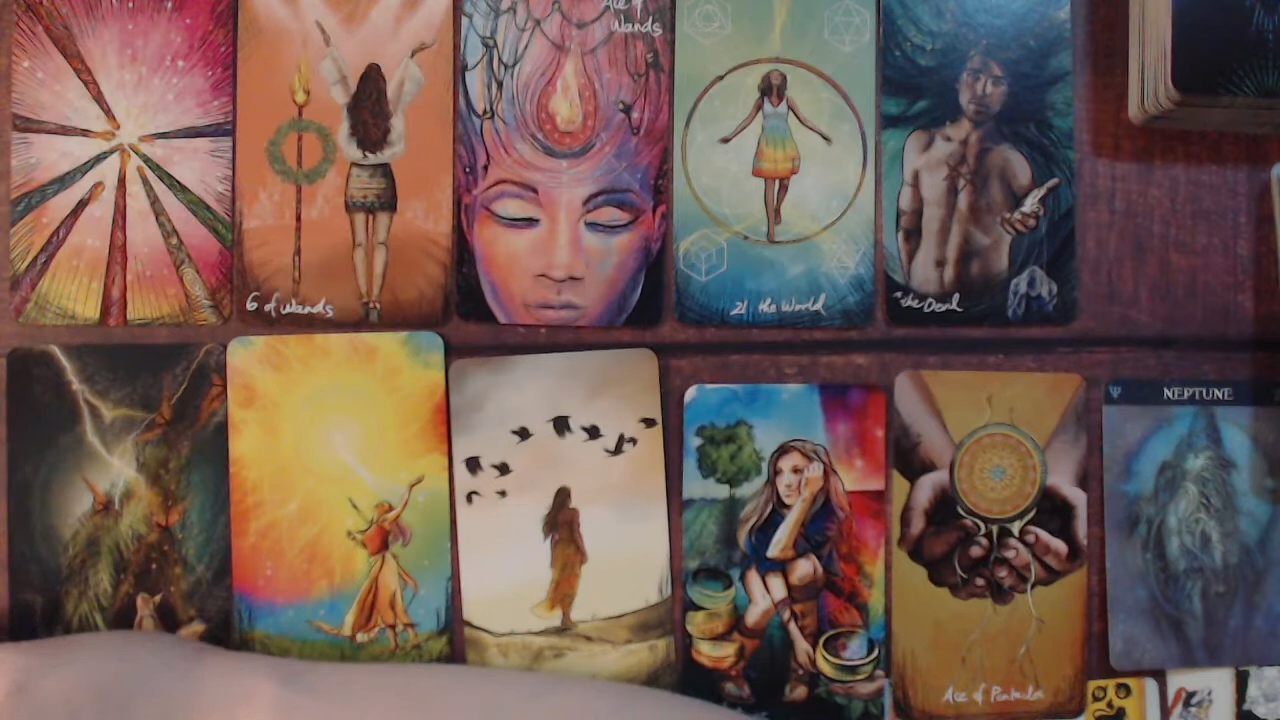 Ace of
Wands
6 of Wands
21 the World
the Devil
NEPTUNE
Ace of Pentacles